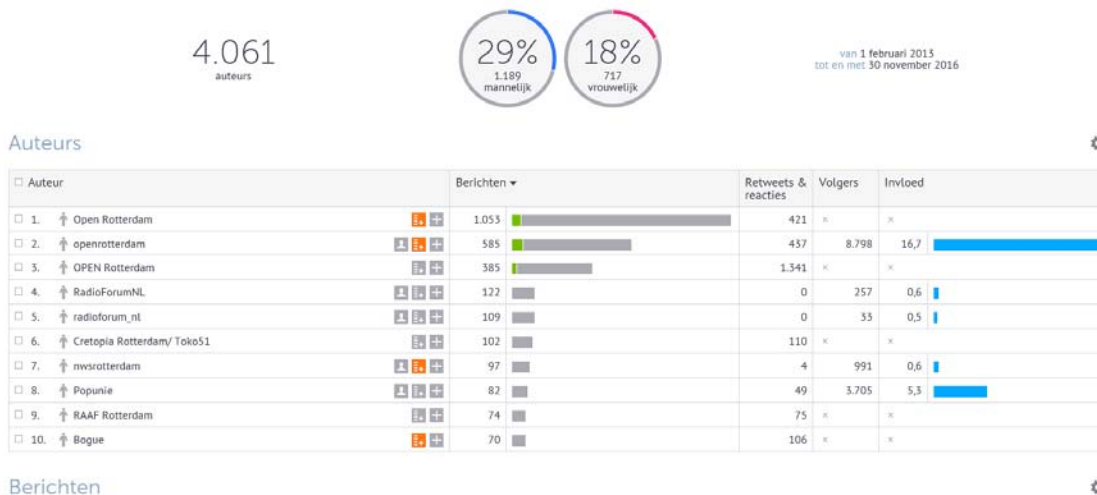 4.061
auteurs
29%
1.189
mannelijk
18%
717
vrouwelijk
van 1 februari 2013
tot en met 30 november 2016
Auteurs
Auteur Berichten Retweets & reacties Volgers Invloed
1. Open Rotterdam 1.053 421 × ×
2. openrotterdam 585 437 8.798 16,7
3. OPEN Rotterdam 385 1.341 × ×
4. RadioForumNL 122 0 257 0,6
5. radioforum_nl 109 0 33 0,5
6. Cretopia Rotterdam/ Toko51 102 110 × ×
7. nwsrotterdam 97 4 991 0,6
8. Popunie 82 49 3.705 5,3
9. RAAF Rotterdam 74 75 × ×
10. Bogue 70 106 × ×
Berichten